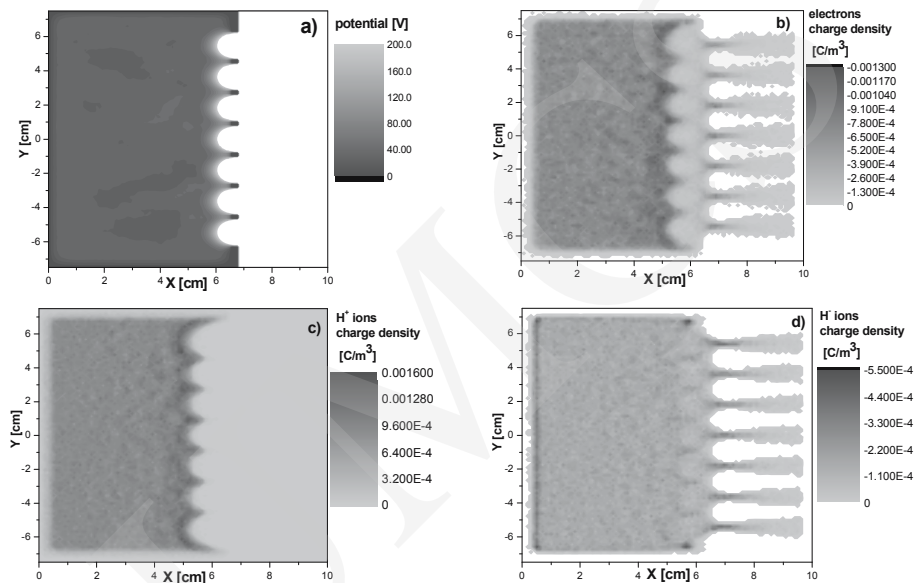 a)
potential [V]
200.0
160.0
120.0
80.00
40.00
0
Y [cm]
6
4
2
0
-2
-4
-6
0
2
4
6
8
10
X [cm]
b)
electrons
charge density
[C/m³]
-0.001300
-0.001170
-0.001040
-9.100E-4
-7.800E-4
-6.500E-4
-5.200E-4
-3.900E-4
-2.600E-4
-1.300E-4
0
Y [cm]
6
4
2
0
-2
-4
-6
0
2
4
6
8
10
X [cm]
c)
H⁺ ions
charge density
[C/m³]
0.001600
0.001280
9.600E-4
6.400E-4
3.200E-4
0
Y [cm]
6
4
2
0
-2
-4
-6
0
2
4
6
8
10
X [cm]
d)
H⁻ ions
charge density
[C/m³]
-5.500E-4
-4.400E-4
-3.300E-4
-2.200E-4
-1.100E-4
0
Y [cm]
6
4
2
0
-2
-4
-6
0
2
4
6
8
10
X [cm]